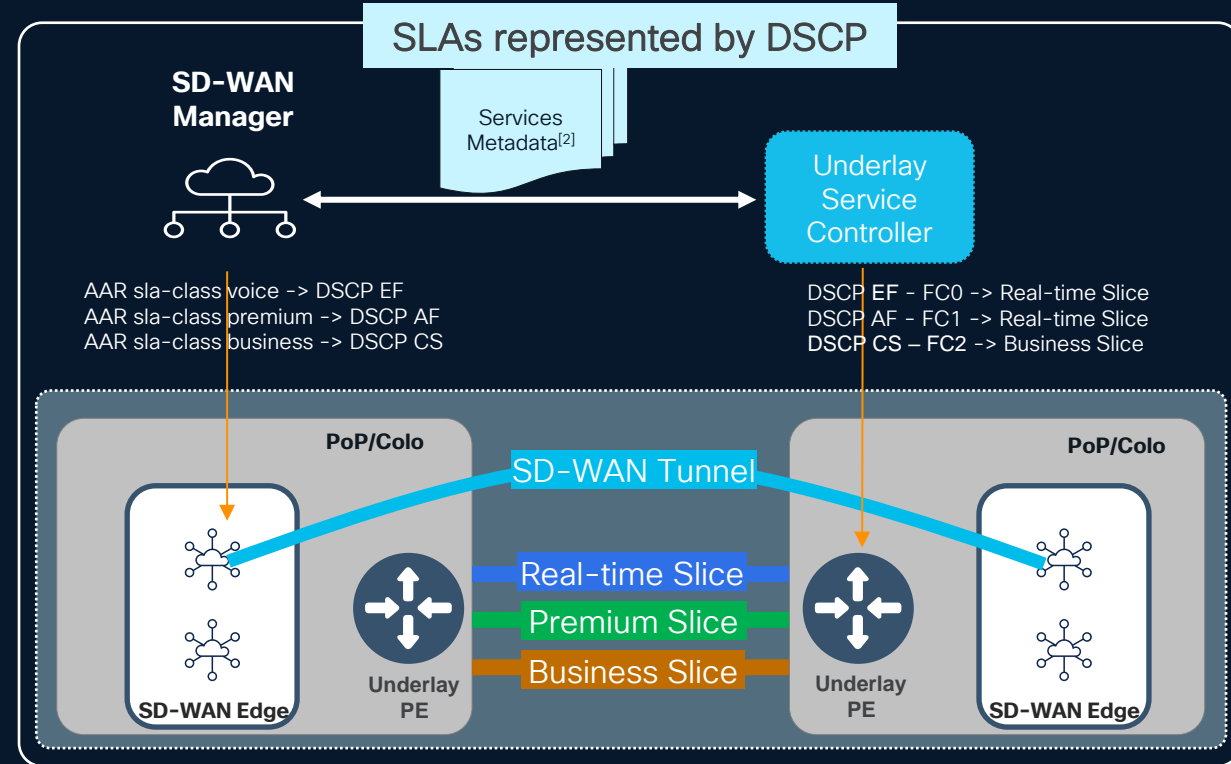 SLAs represented by DSCP
SD-WAN
Manager
Services
Metadata[2]
Underlay
Service
Controller
AAR sla-class voice -> DSCP EF
AAR sla-class premium -> DSCP AF
AAR sla-class business -> DSCP CS
DSCP EF - FC0 -> Real-time Slice
DSCP AF - FC1 -> Real-time Slice
DSCP CS – FC2 -> Business Slice
PoP/Colo
PoP/Colo
SD-WAN Tunnel
Real-time Slice
Premium Slice
Business Slice
Underlay
PE
Underlay
PE
SD-WAN Edge
SD-WAN Edge